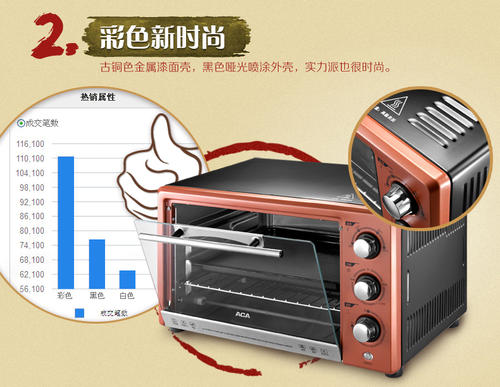 2.
彩色新时尚
古铜色金属漆面壳，黑色哑光喷涂外壳，实力派也很时尚。
热销属性
成交笔数
116,100
110,100
104,100
98,100
92,100
86,100
80,100
74,100
68,100
62,100
56,100
彩色 黑色 白色
成交笔数
ACA